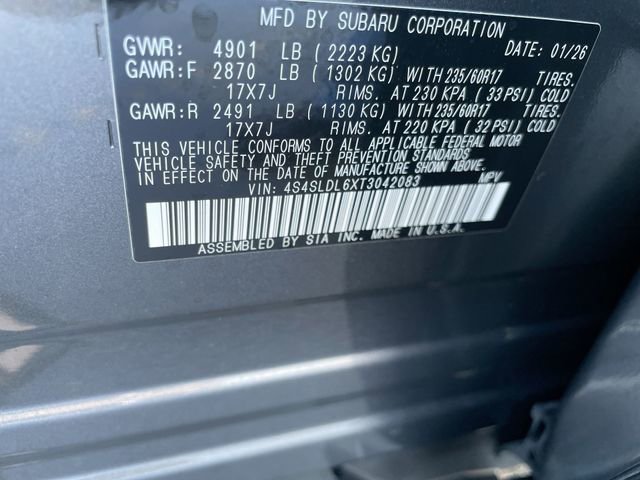 MFD BY SUBARU CORPORATION
GVWR: 4901 LB (2223 KG) DATE: 01/26
GAWR:F 2870 LB (1302 KG) WITH 235/60R17 TIRES.
17X7J RIMS. AT 230 KPA (33 PSI) COLD
GAWR:R 2491 LB (1130 KG) WITH 235/60R17 TIRES.
17X7J RIMS. AT 220 KPA (32 PSI) COLD
THIS VEHICLE CONFORMS TO ALL APPLICABLE FEDERAL MOTOR
VEHICLE SAFETY AND THEFT PREVENTION STANDARDS
IN EFFECT ON THE DATE OF MANUFACTURE SHOWN ABOVE.
VIN: 4S4SLDL6XT3042083 MPV
ASSEMBLED BY SIA INC. MADE IN U.S.A.